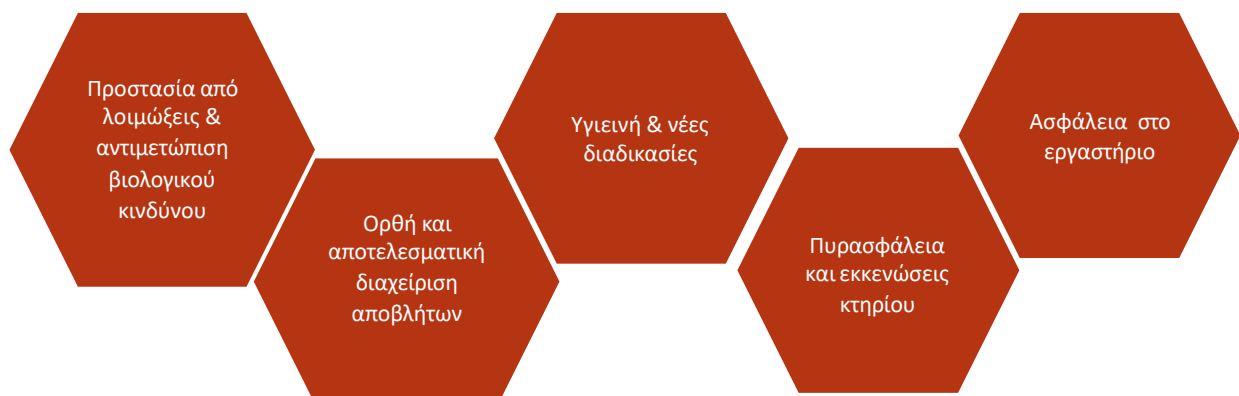 Προστασία από
λοιμώξεις &
αντιμετώπιση
βιολογικού
κινδύνου
Ορθή και
αποτελεσματική
διαχείριση
αποβλήτων
Υγιεινή & νέες
διαδικασίες
Πυρασφάλεια
και εκκενώσεις
κτηρίου
Ασφάλεια στο
εργαστήριο